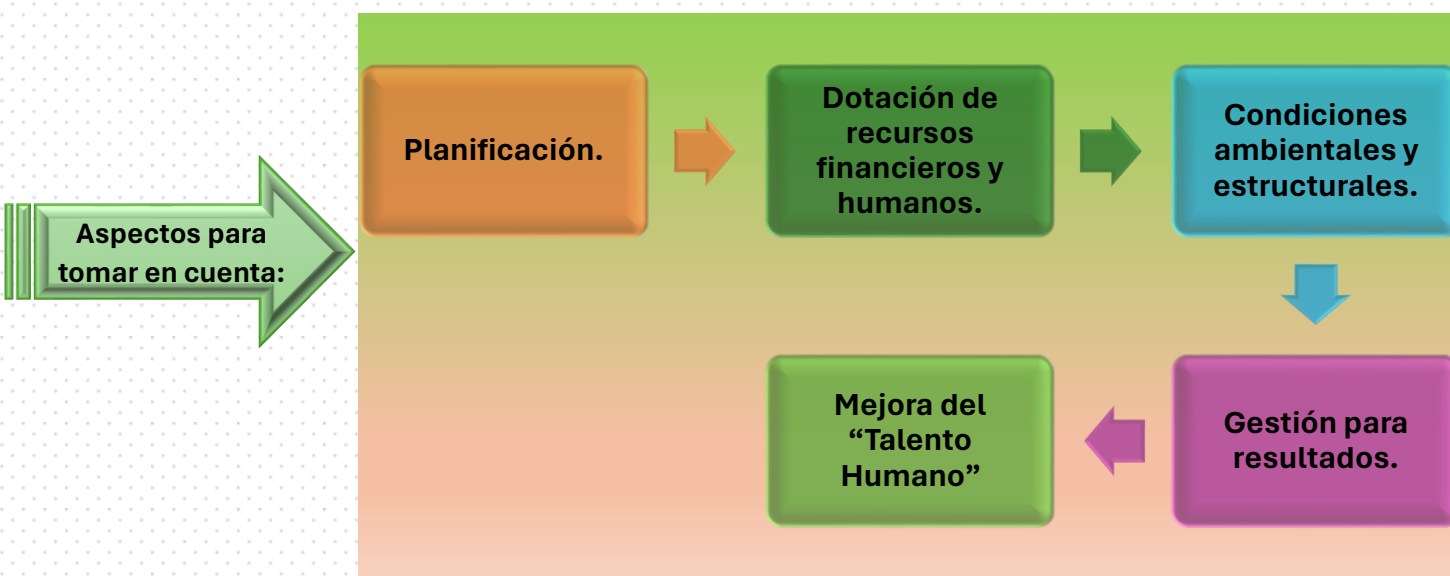 Aspectos para
tomar en cuenta:
Planificación.
Dotación de
recursos
financieros y
humanos.
Condiciones
ambientales y
estructurales.
Gestión para
resultados.
Mejora del
“Talento
Humano”